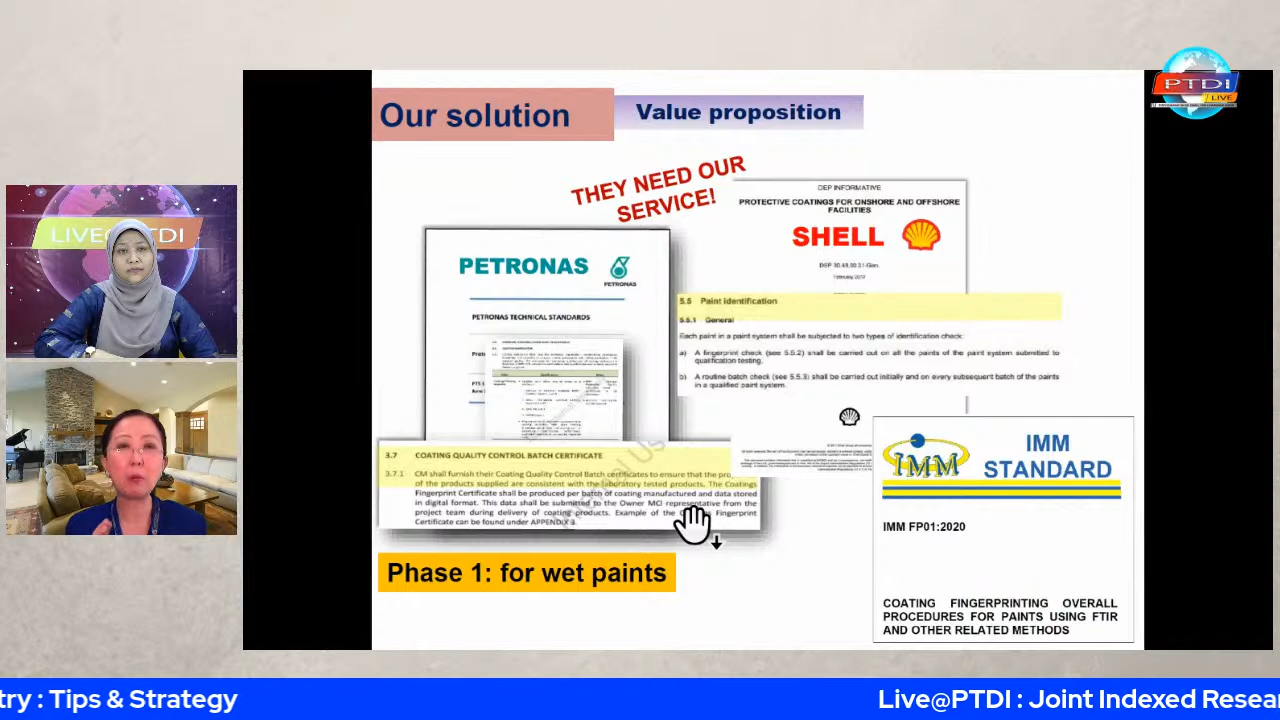 PTDI
LIVE
Our solution
Value proposition
THEY NEED OUR
SERVICE!
DEP INFORMATIVE
PROTECTIVE COATINGS FOR ONSHORE AND OFFSHORE
FACILITIES
SHELL
DEP 30.48.00.31-Gen.
February 2012
LIVE@PTDI
PETRONAS
PETRONAS
PETRONAS TECHNICAL STANDARDS
5.5 Paint identification
5.5.1 General
Each paint in a paint system shall be subjected to two types of identification check:
a) A fingerprint check (see 5.5.2) shall be carried out on all the paints of the paint system submitted to
qualification testing.
b) A routine batch check (see 5.5.3) shall be carried out initially and on every subsequent batch of the paints
in a qualified paint system.
3.7 COATING QUALITY CONTROL BATCH CERTIFICATE
3.7.1 CM shall furnish their Coating Quality Control Batch certificates to ensure that the
of the products supplied are consistent with the laboratory tested products. The Coatings
Fingerprint Certificate shall be produced per batch of coating manufactured and data stored
in digital format. This data shall be submitted to the Owner MCI representative from the
project team during delivery of coating products. Example of the Fingerprint
Certificate can be found under APPENDIX 3.
IMM
IMM
STANDARD
IMM FP01:2020
COATING FINGERPRINTING OVERALL
PROCEDURES FOR PAINTS USING FTIR
AND OTHER RELATED METHODS
Phase 1: for wet paints
try : Tips & Strategy
Live@PTDI : Joint Indexed Resear